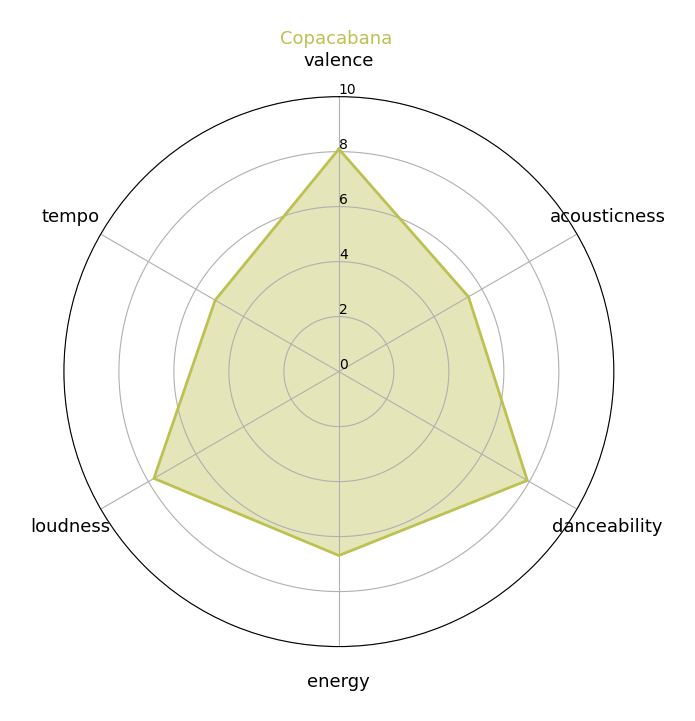 Copacabana
valence
10
8
6
4
2
0
tempo
acousticness
loudness
danceability
energy